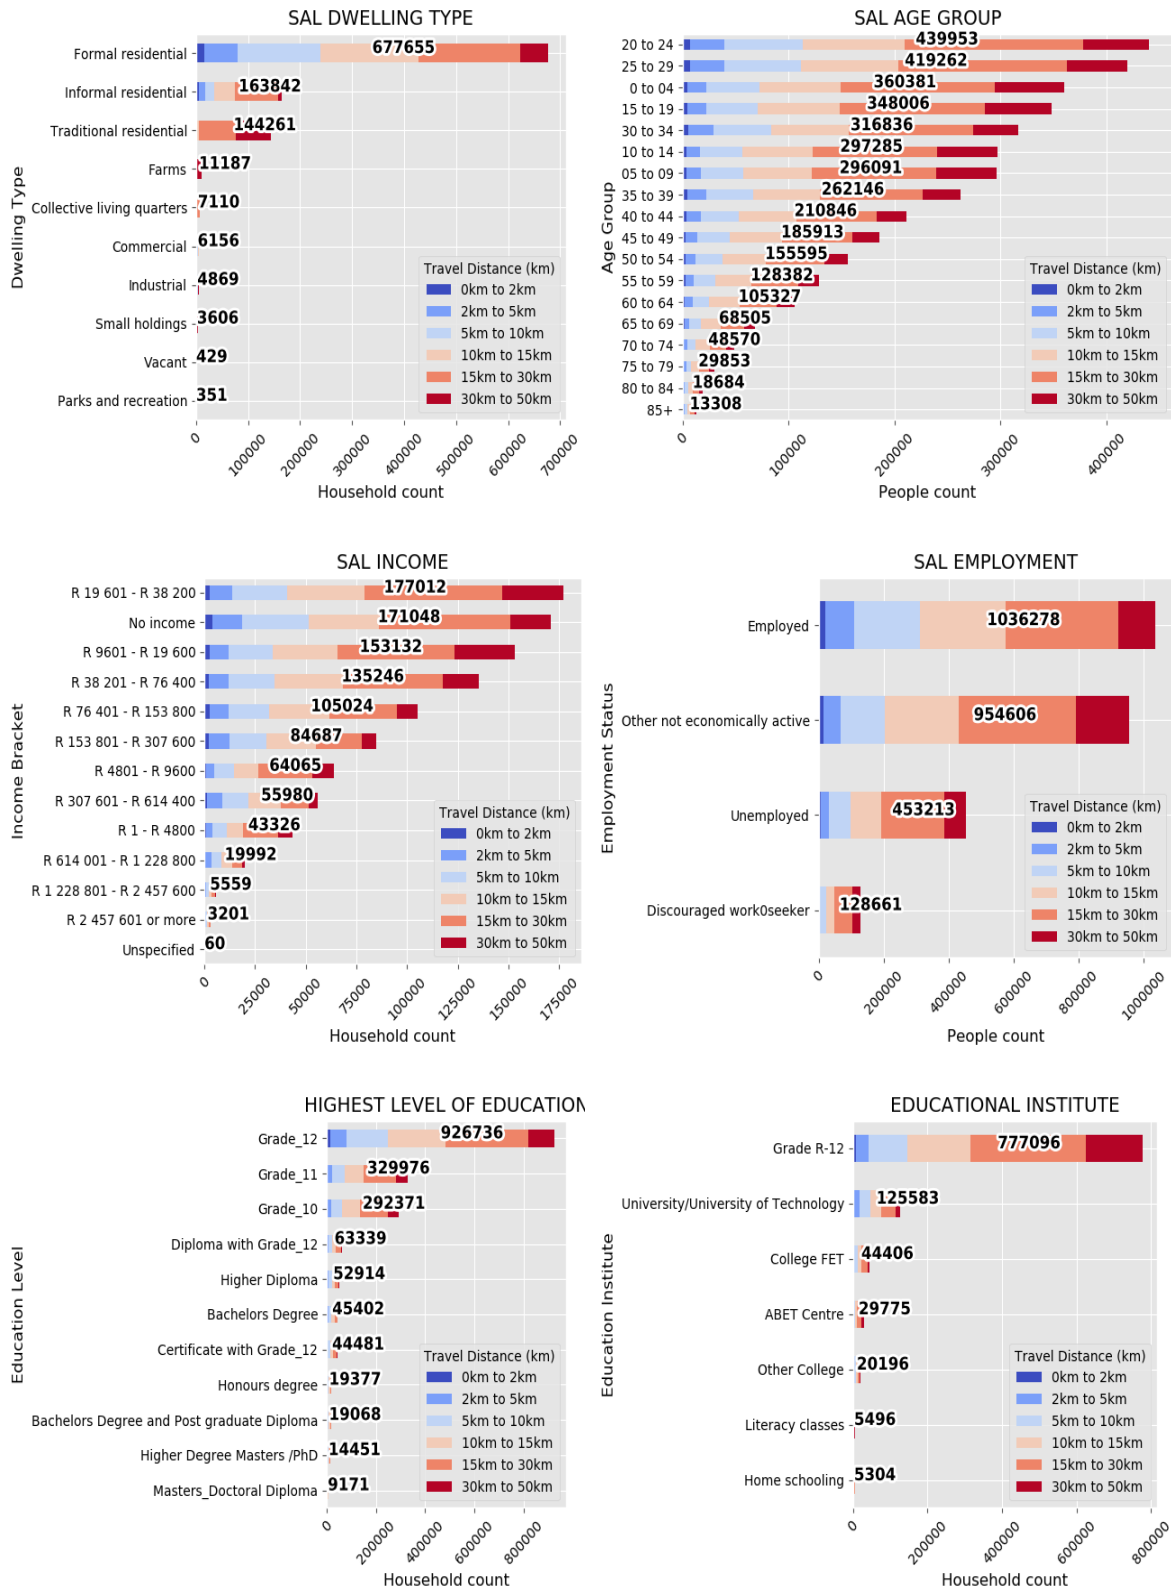 SAL DWELLING TYPE
Dwelling Type
Formal residential
677655
Informal residential
163842
Traditional residential
144261
Farms
11187
Collective living quarters
7110
Commercial
6156
Industrial
4869
Small holdings
3606
Vacant
429
Parks and recreation
351
Travel Distance (km)
0km to 2km
2km to 5km
5km to 10km
10km to 15km
15km to 30km
30km to 50km
0
100000
200000
300000
400000
500000
600000
700000
Household count
SAL AGE GROUP
Age Group
20 to 24
439953
25 to 29
419262
0 to 04
360381
15 to 19
348006
30 to 34
316836
10 to 14
297285
05 to 09
296091
35 to 39
262146
40 to 44
210846
45 to 49
185913
50 to 54
155595
55 to 59
128382
60 to 64
105327
65 to 69
68505
70 to 74
48570
75 to 79
29853
80 to 84
18684
85+
13308
Travel Distance (km)
0km to 2km
2km to 5km
5km to 10km
10km to 15km
15km to 30km
30km to 50km
0
100000
200000
300000
400000
People count
SAL INCOME
Income Bracket
R 19 601 - R 38 200
177012
No income
171048
R 9601 - R 19 600
153132
R 38 201 - R 76 400
135246
R 76 401 - R 153 800
105024
R 153 801 - R 307 600
84687
R 4801 - R 9600
64065
R 307 601 - R 614 400
55980
R 1 - R 4800
43326
R 614 001 - R 1 228 800
19992
R 1 228 801 - R 2 457 600
5559
R 2 457 601 or more
3201
Unspecified
60
Travel Distance (km)
0km to 2km
2km to 5km
5km to 10km
10km to 15km
15km to 30km
30km to 50km
0
25000
50000
75000
100000
125000
150000
175000
Household count
SAL EMPLOYMENT
Employment Status
Employed
1036278
Other not economically active
954606
Unemployed
453213
Discouraged work0seeker
128661
Travel Distance (km)
0km to 2km
2km to 5km
5km to 10km
10km to 15km
15km to 30km
30km to 50km
0
200000
400000
600000
800000
1000000
People count
HIGHEST LEVEL OF EDUCATION
Education Level
Grade_12
926736
Grade_11
329976
Grade_10
292371
Diploma with Grade_12
63339
Higher Diploma
52914
Bachelors Degree
45402
Certificate with Grade_12
44481
Honours degree
19377
Bachelors Degree and Post graduate Diploma
19068
Higher Degree Masters /PhD
14451
Masters_Doctoral Diploma
9171
Travel Distance (km)
0km to 2km
2km to 5km
5km to 10km
10km to 15km
15km to 30km
30km to 50km
0
200000
400000
600000
800000
Household count
EDUCATIONAL INSTITUTE
Education Institute
Grade R-12
777096
University/University of Technology
125583
College FET
44406
ABET Centre
29775
Other College
20196
Literacy classes
5496
Home schooling
5304
Travel Distance (km)
0km to 2km
2km to 5km
5km to 10km
10km to 15km
15km to 30km
30km to 50km
0
200000
400000
600000
800000
Household count